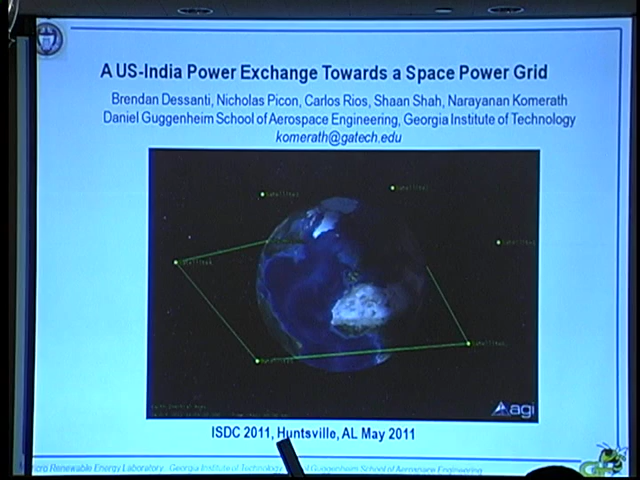 A US-India Power Exchange Towards a Space Power Grid
Brendan Dessanti, Nicholas Picon, Carlos Rios, Shaan Shah, Narayanan Komerath
Daniel Guggenheim School of Aerospace Engineering, Georgia Institute of Technology
komerath@gatech.edu
agi
ISDC 2011, Huntsville, AL May 2011
icro Renewable Energy Laboratory Georgia Institute of Technology Guggenheim School of Aerospace Engineering